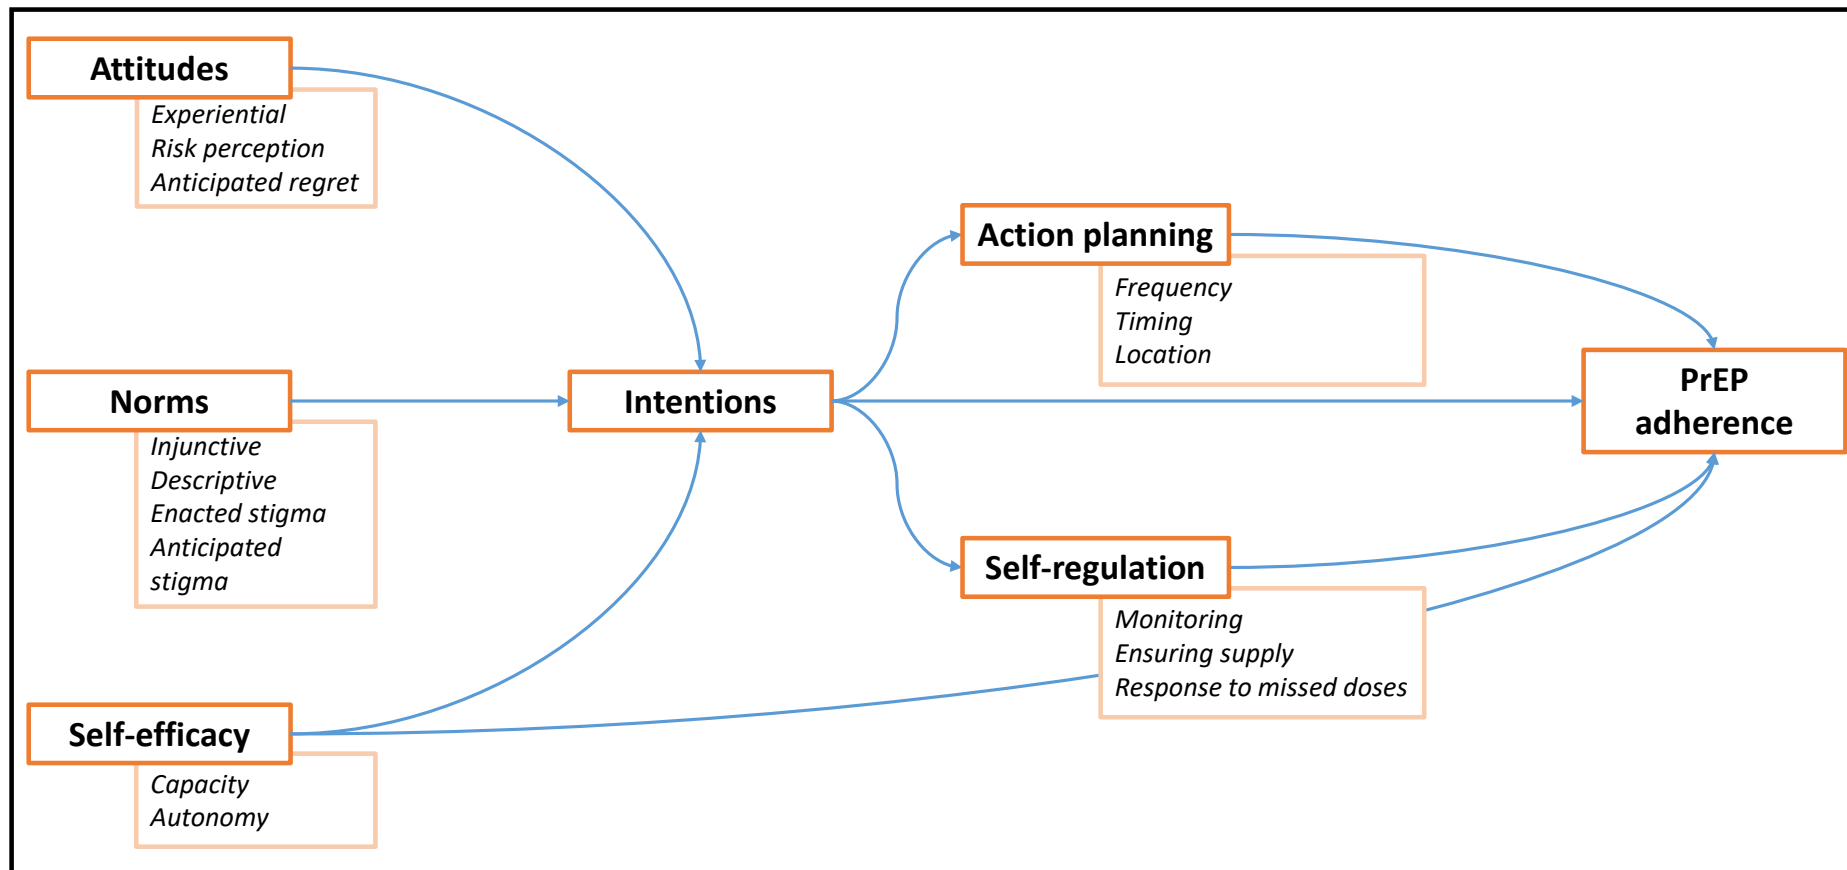 Attitudes
Experiential
Risk perception
Anticipated regret
Norms
Injunctive
Descriptive
Enacted stigma
Anticipated
stigma
Self-efficacy
Capacity
Autonomy
Intentions
Action planning
Frequency
Timing
Location
Self-regulation
Monitoring
Ensuring supply
Response to missed doses
PrEP
adherence